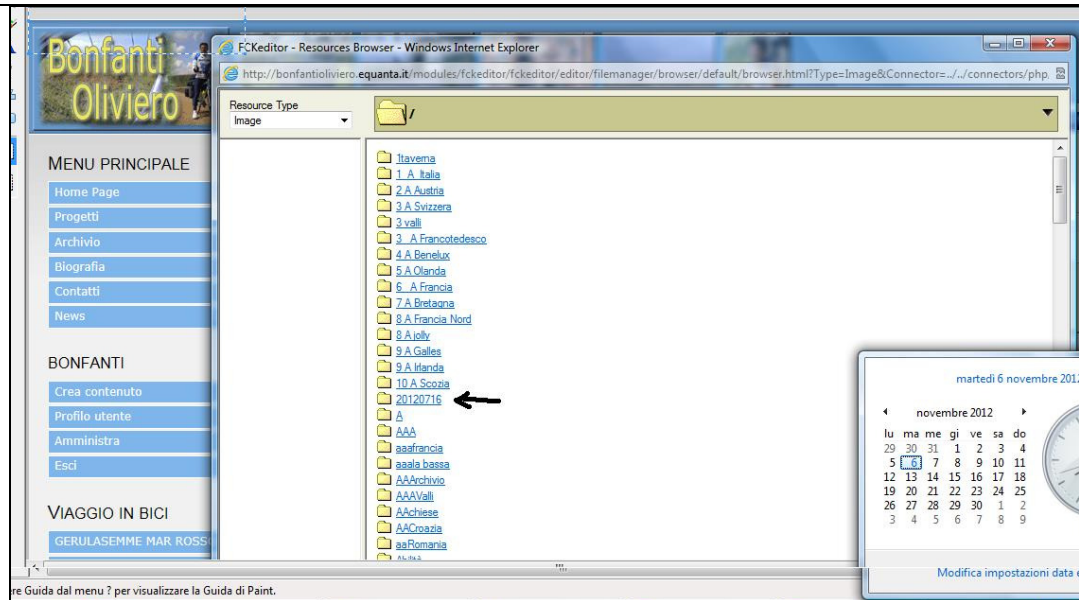 Bonfanti
Oliviero
FCKeditor - Resources Browser - Windows Internet Explorer
http://bonfantioliviero.equanta.it/modules/fckeditor/fckeditor/editor/filemanager/browser/default/browser.html?Type=Image&Connector=../../connectors/php.
Resource Type
Image
/
MENU PRINCIPALE
Home Page
Progetti
Archivio
Biografia
Contatti
News
BONFANTI
Crea contenuto
Profilo utente
Amministra
Esci
VIAGGIO IN BICI
GERULASEMME MAR ROSSO
1taverna
1_A_Italia
2 A Austria
3 A Svizzera
3 valli
3__A Francotedesco
4 A Benelux
5 A Olanda
6__A Francia
7 A Bretagna
8 A Francia Nord
8 A jolly
9 A Galles
9 A Irlanda
10 A Scozia
20120716
A
AAA
aaafrancia
aaala bassa
AAArchivio
AAAValli
AAchiese
AACroazia
aaRomania
Abilità
martedì 6 novembre 2012
novembre 2012
lu ma me gi ve sa do
29 30 31 1 2 3 4
5 6 7 8 9 10 11
12 13 14 15 16 17 18
19 20 21 22 23 24 25
26 27 28 29 30 1 2
3 4 5 6 7 8 9
Modifica impostazioni data e
re Guida dal menu ? per visualizzare la Guida di Paint.